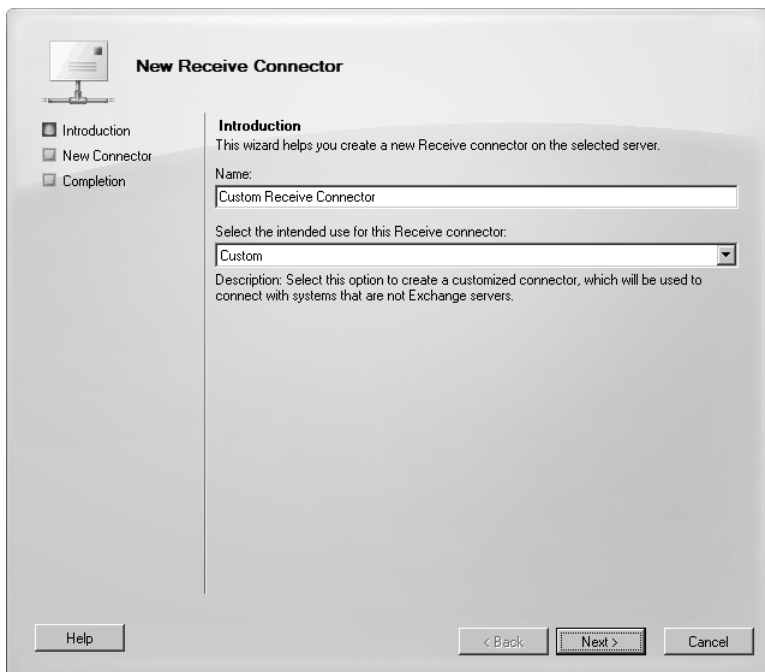 New Receive Connector
Introduction
New Connector
Completion
Introduction
This wizard helps you create a new Receive connector on the selected server.
Name:
Custom Receive Connector
Select the intended use for this Receive connector:
Custom
Description: Select this option to create a customized connector, which will be used to
connect with systems that are not Exchange servers.
Help
< Back
Next >
Cancel